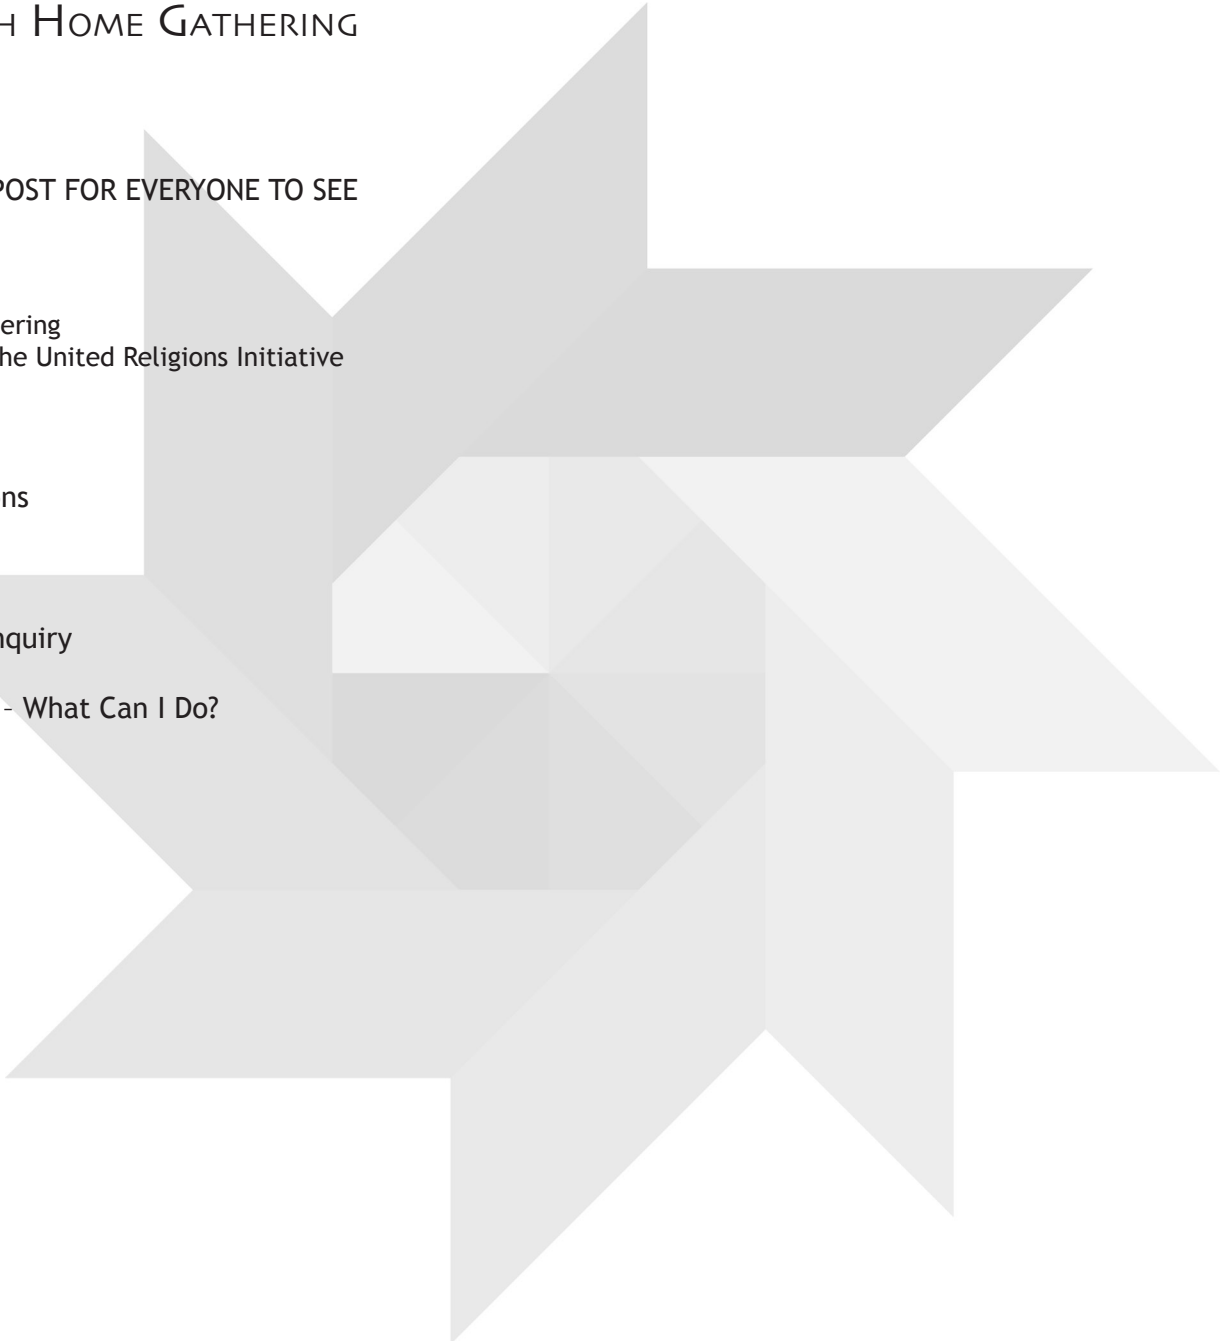 H HOME GATHERING
POST FOR EVERYONE TO SEE
ering
he United Religions Initiative
ns
nquiry
– What Can I Do?